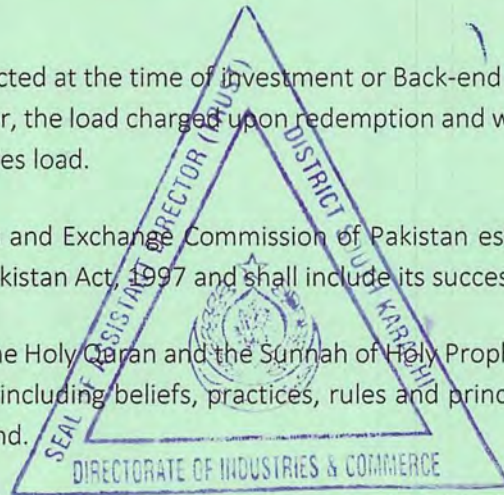 cted at the time of investment or Back-end
r, the load charged upon redemption and w
es load.
and Exchange Commission of Pakistan es
kistan Act, 1997 and shall include its succes
he Holy Quran and the Sunnah of Holy Proph
including beliefs, practices, rules and princ
nd.
SEAL OF ASSISTANT DIRECTOR (TRUST)
DISTRICT SOUTH KARACHI
DIRECTORATE OF INDUSTRIES & COMMERCE